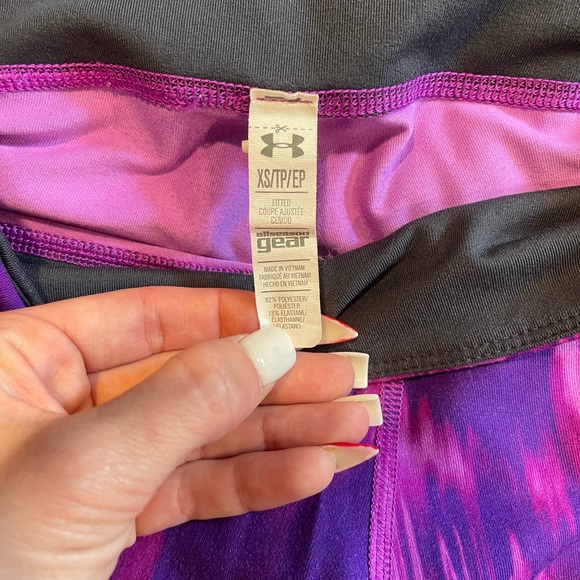 XS/TP/EP
FITTED
COUPE AJUSTÉE
CEÑIDO
allseason
gear
MADE IN VIETNAM
FABRIQUÉ AU VIETNAM
HECHO EN VIETNAM
82% POLYESTER/
POLIÉSTER
18% ELASTANE/
ÉLASTHANNE/
ELASTANO